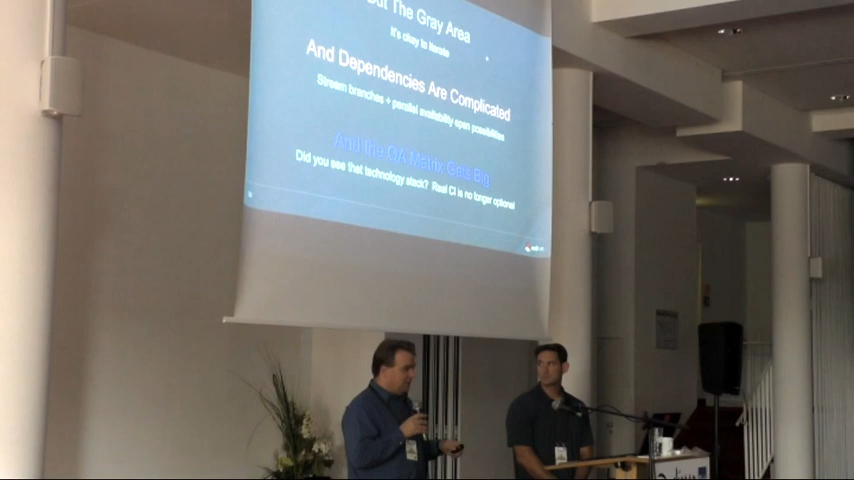 But The Gray Area
It's okay to iterate
And Dependencies Are Complicated
Stream branches + parallel availability open possibilities
And the QA Matrix Gets Big
Did you see that technology stack? Real CI is no longer optional